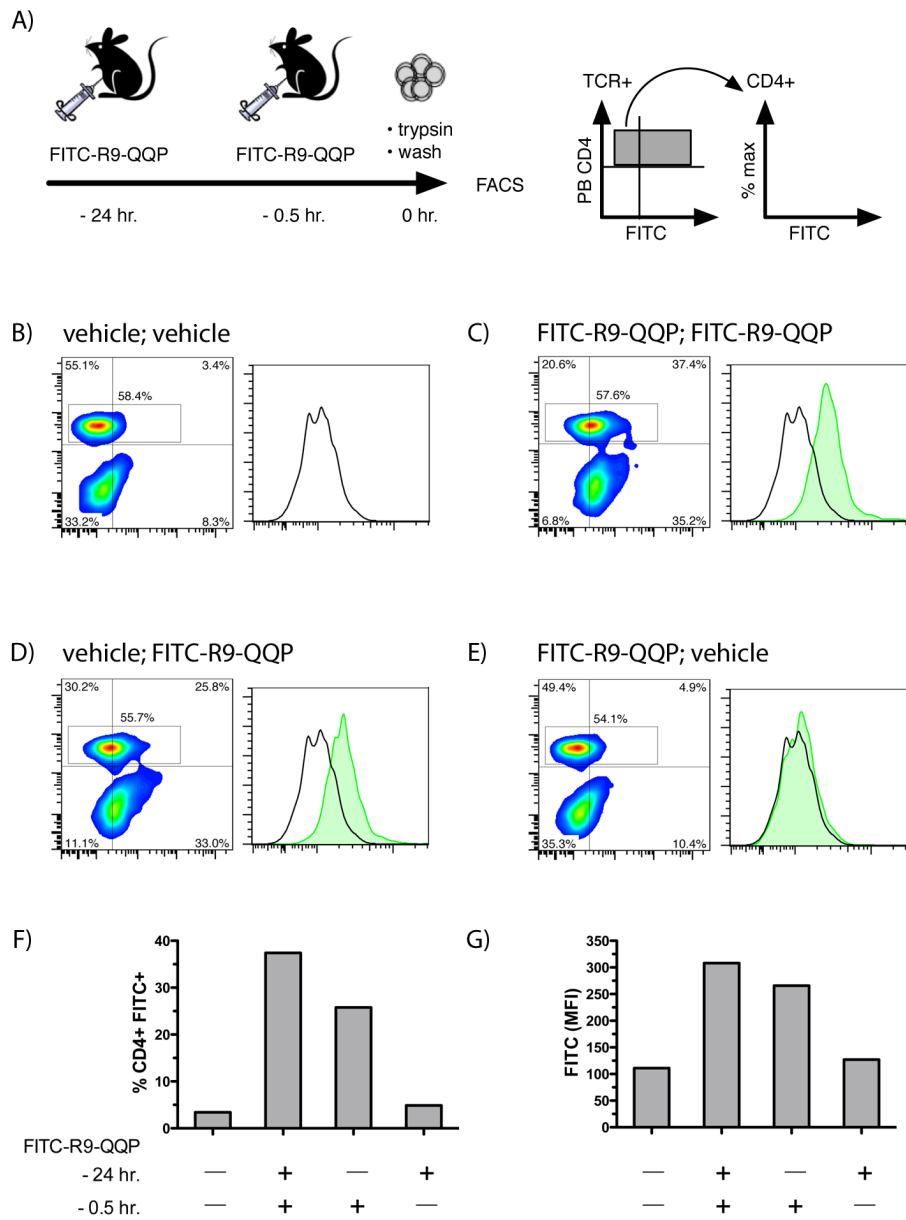 A)
FITC-R9-QQP
FITC-R9-QQP
• trypsin
• wash
- 24 hr.
- 0.5 hr.
0 hr.
FACS
TCR+
CD4+
PB CD4
FITC
% max
FITC
B) vehicle; vehicle
55.1%
3.4%
58.4%
33.2%
8.3%
C) FITC-R9-QQP; FITC-R9-QQP
20.6%
37.4%
57.6%
6.8%
35.2%
D) vehicle; FITC-R9-QQP
30.2%
25.8%
55.7%
11.1%
33.0%
E) FITC-R9-QQP; vehicle
49.4%
4.9%
54.1%
35.3%
10.4%
F)
% CD4+ FITC+
40
30
20
10
0
FITC-R9-QQP
- 24 hr. — + — +
- 0.5 hr. — + + —
G)
FITC (MFI)
350
300
250
200
150
100
50
0
— + — +
— + + —